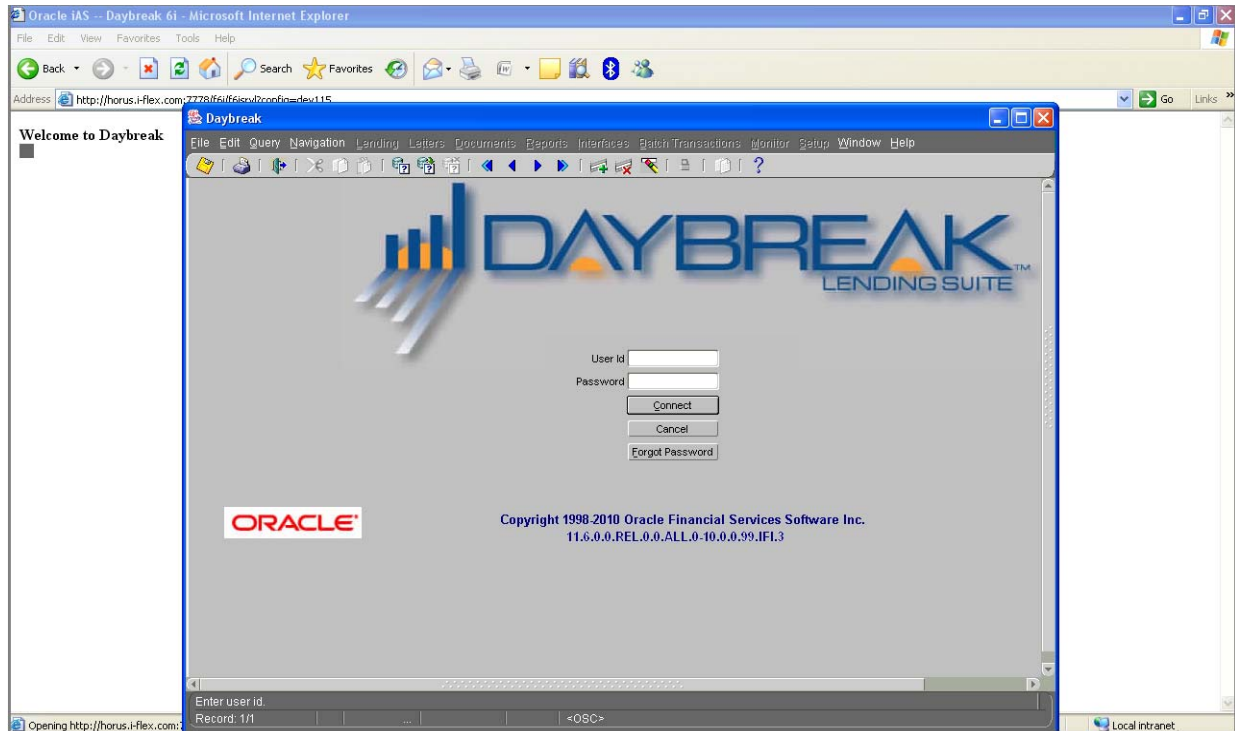 Oracle iAS -- Daybreak 6i - Microsoft Internet Explorer
File Edit View Favorites Tools Help
Back Search Favorites
Address http://horus.i-flex.com:7778/f6i/f6isrvl?config=dev115 Go Links »
Welcome to Daybreak
Daybreak
File Edit Query Navigation Lending Letters Documents Reports Interfaces Batch Transactions Monitor Setup Window Help
DAYBREAK™
LENDING SUITE
User Id
Password
Connect
Cancel
Forgot Password
ORACLE®
Copyright 1998-2010 Oracle Financial Services Software Inc.
11.6.0.0.REL.0.0.ALL.0-10.0.0.99.IFI.3
Enter user id.
Record: 1/1 ... <OSC>
Opening http://horus.i-flex.com: Local intranet